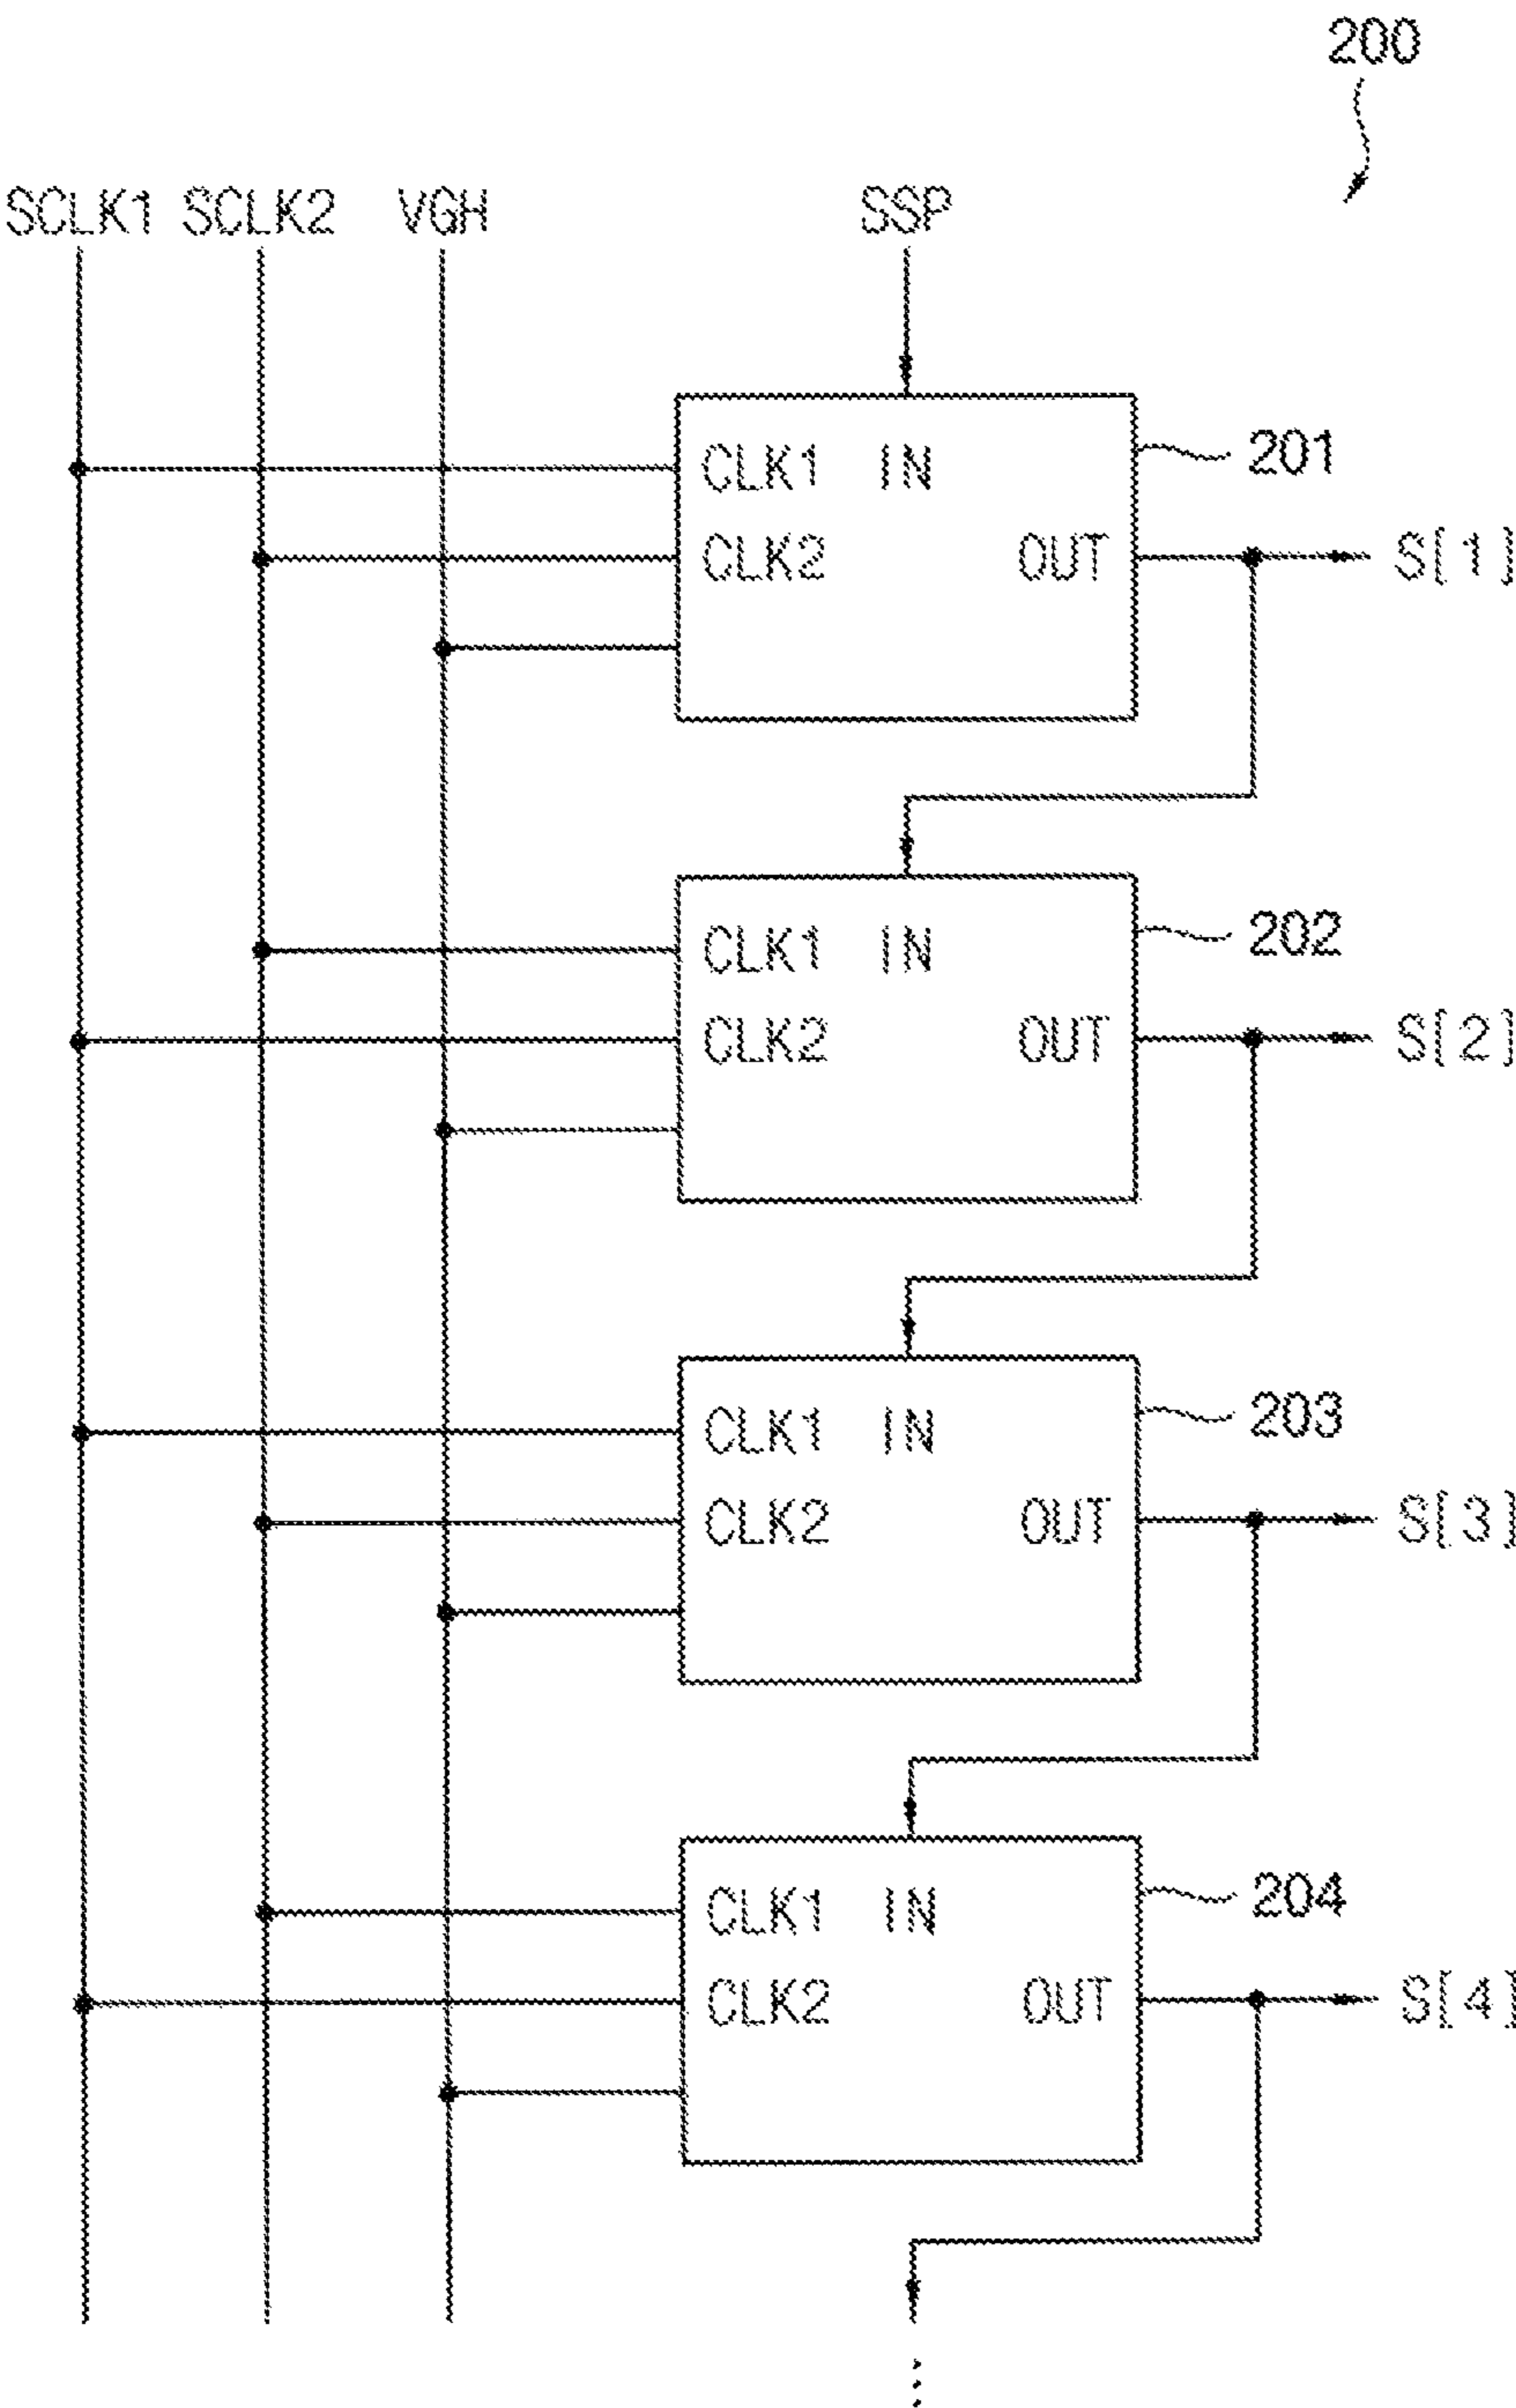 200
SCLK1 SCLK2 VGH SSP
CLK1 IN 201
CLK2 OUT S[1]
CLK1 IN 202
CLK2 OUT S[2]
CLK1 IN 203
CLK2 OUT S[3]
CLK1 IN 204
CLK2 OUT S[4]